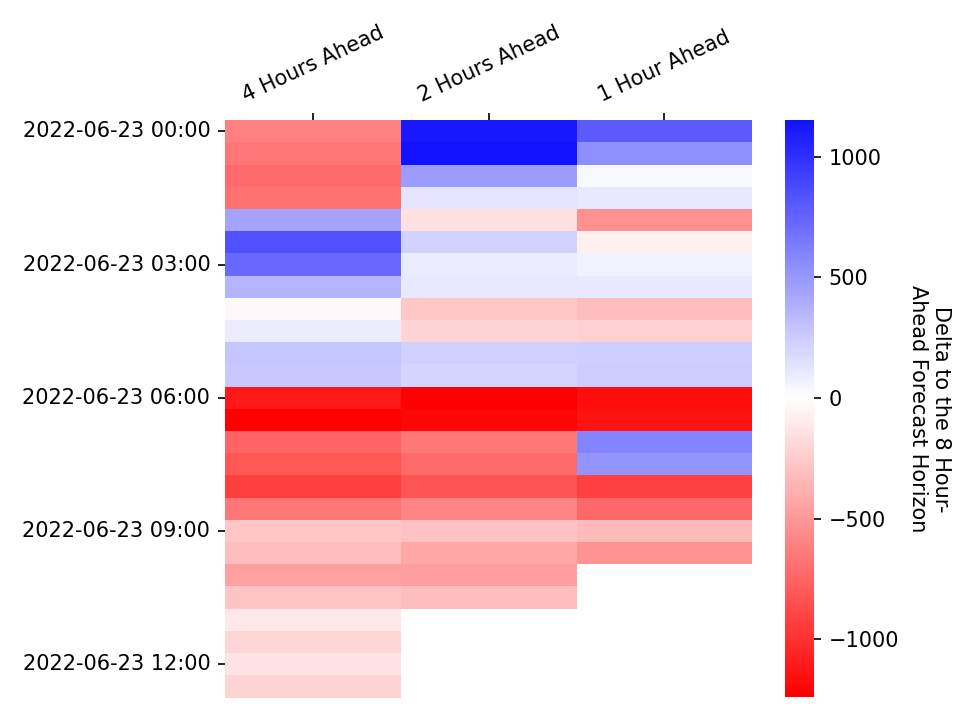 4 Hours Ahead
2 Hours Ahead
1 Hour Ahead
2022-06-23 00:00
2022-06-23 03:00
2022-06-23 06:00
2022-06-23 09:00
2022-06-23 12:00
1000
500
0
−500
−1000
Delta to the 8 Hour-
Ahead Forecast Horizon